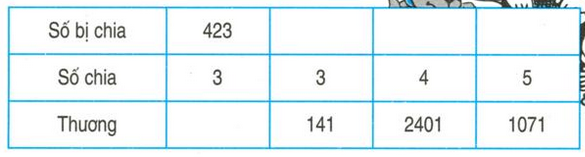 Số bị chia 423
Số chia 3 3 4 5
Thương 141 2401 1071